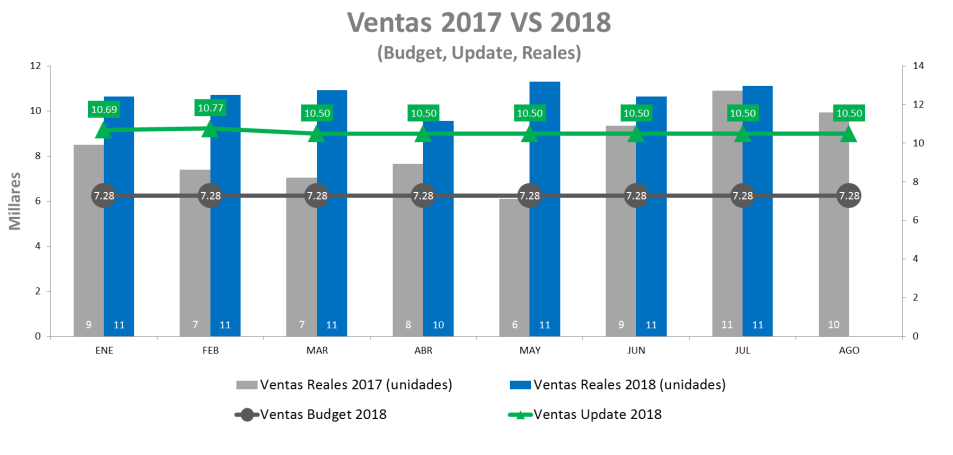 Ventas 2017 VS 2018
(Budget, Update, Reales)
12 14
10 12
8 10
6 8
4 6
2 4
0 2
0
Millares
10.69 10.77 10.50 10.50 10.50 10.50 10.50 10.50
7.28 7.28 7.28 7.28 7.28 7.28 7.28 7.28
9 11 7 11 7 11 8 10 6 11 9 11 11 11 10
ENE FEB MAR ABR MAY JUN JUL AGO
Ventas Reales 2017 (unidades) Ventas Reales 2018 (unidades)
Ventas Budget 2018 Ventas Update 2018